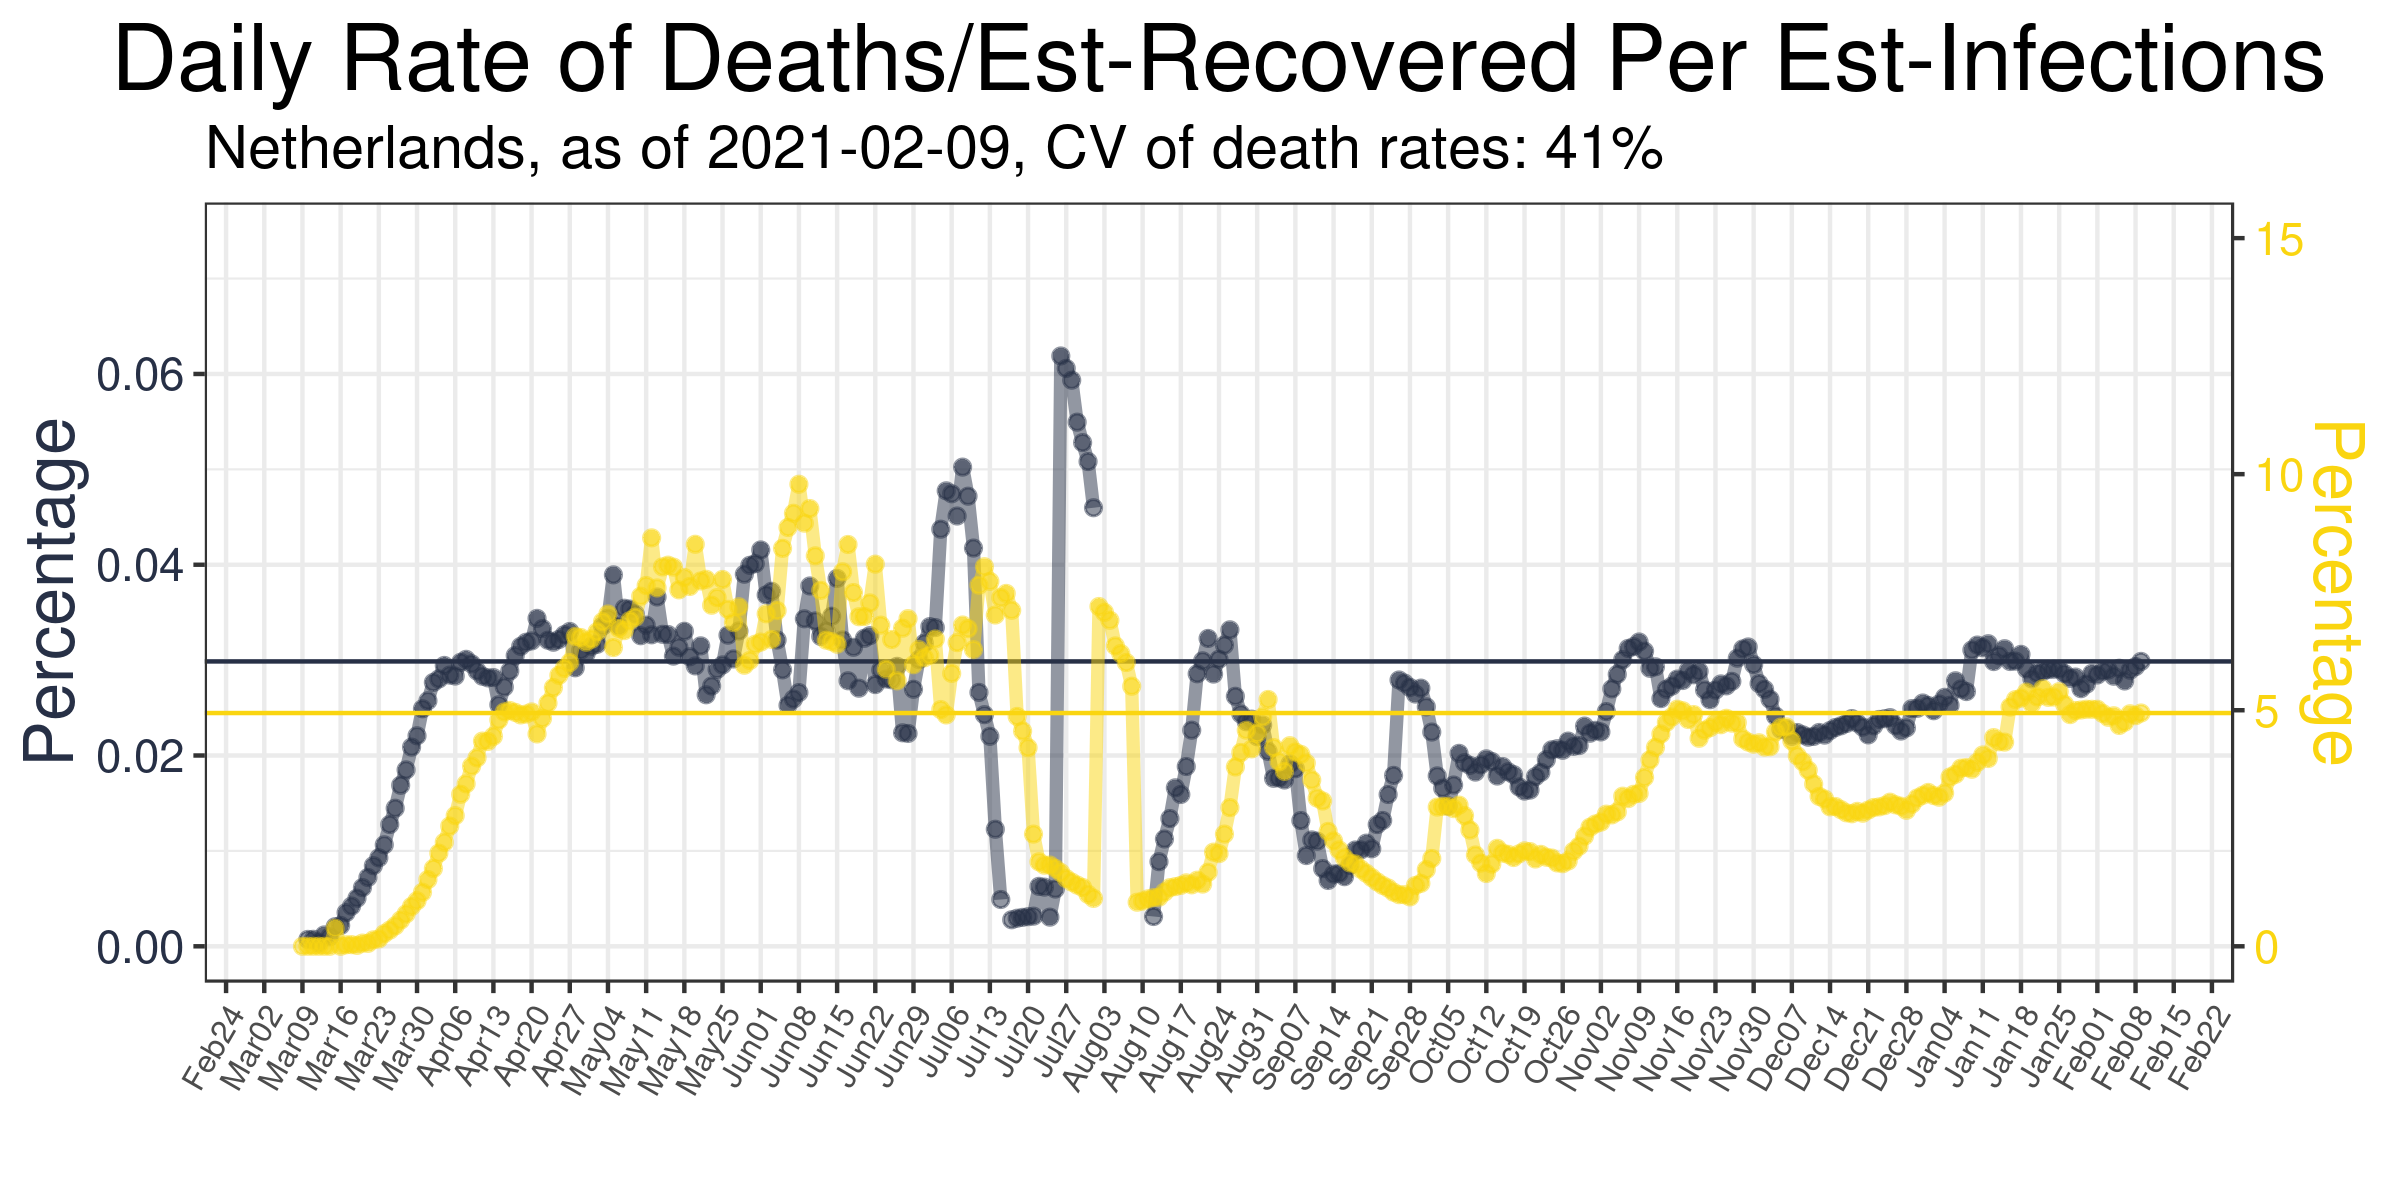 Daily Rate of Deaths/Est-Recovered Per Est-Infections
Netherlands, as of 2021-02-09, CV of death rates: 41%
Percentage
0.06
0.04
0.02
0.00
15
10
5
0
Percentage
Feb24
Mar02
Mar09
Mar16
Mar23
Mar30
Apr06
Apr13
Apr20
Apr27
May04
May11
May18
May25
Jun01
Jun08
Jun15
Jun22
Jun29
Jul06
Jul13
Jul20
Jul27
Aug03
Aug10
Aug17
Aug24
Aug31
Sep07
Sep14
Sep21
Sep28
Oct05
Oct12
Oct19
Oct26
Nov02
Nov09
Nov16
Nov23
Nov30
Dec07
Dec14
Dec21
Dec28
Dec04
Jan11
Jan18
Jan25
Feb01
Feb08
Feb15
Feb22